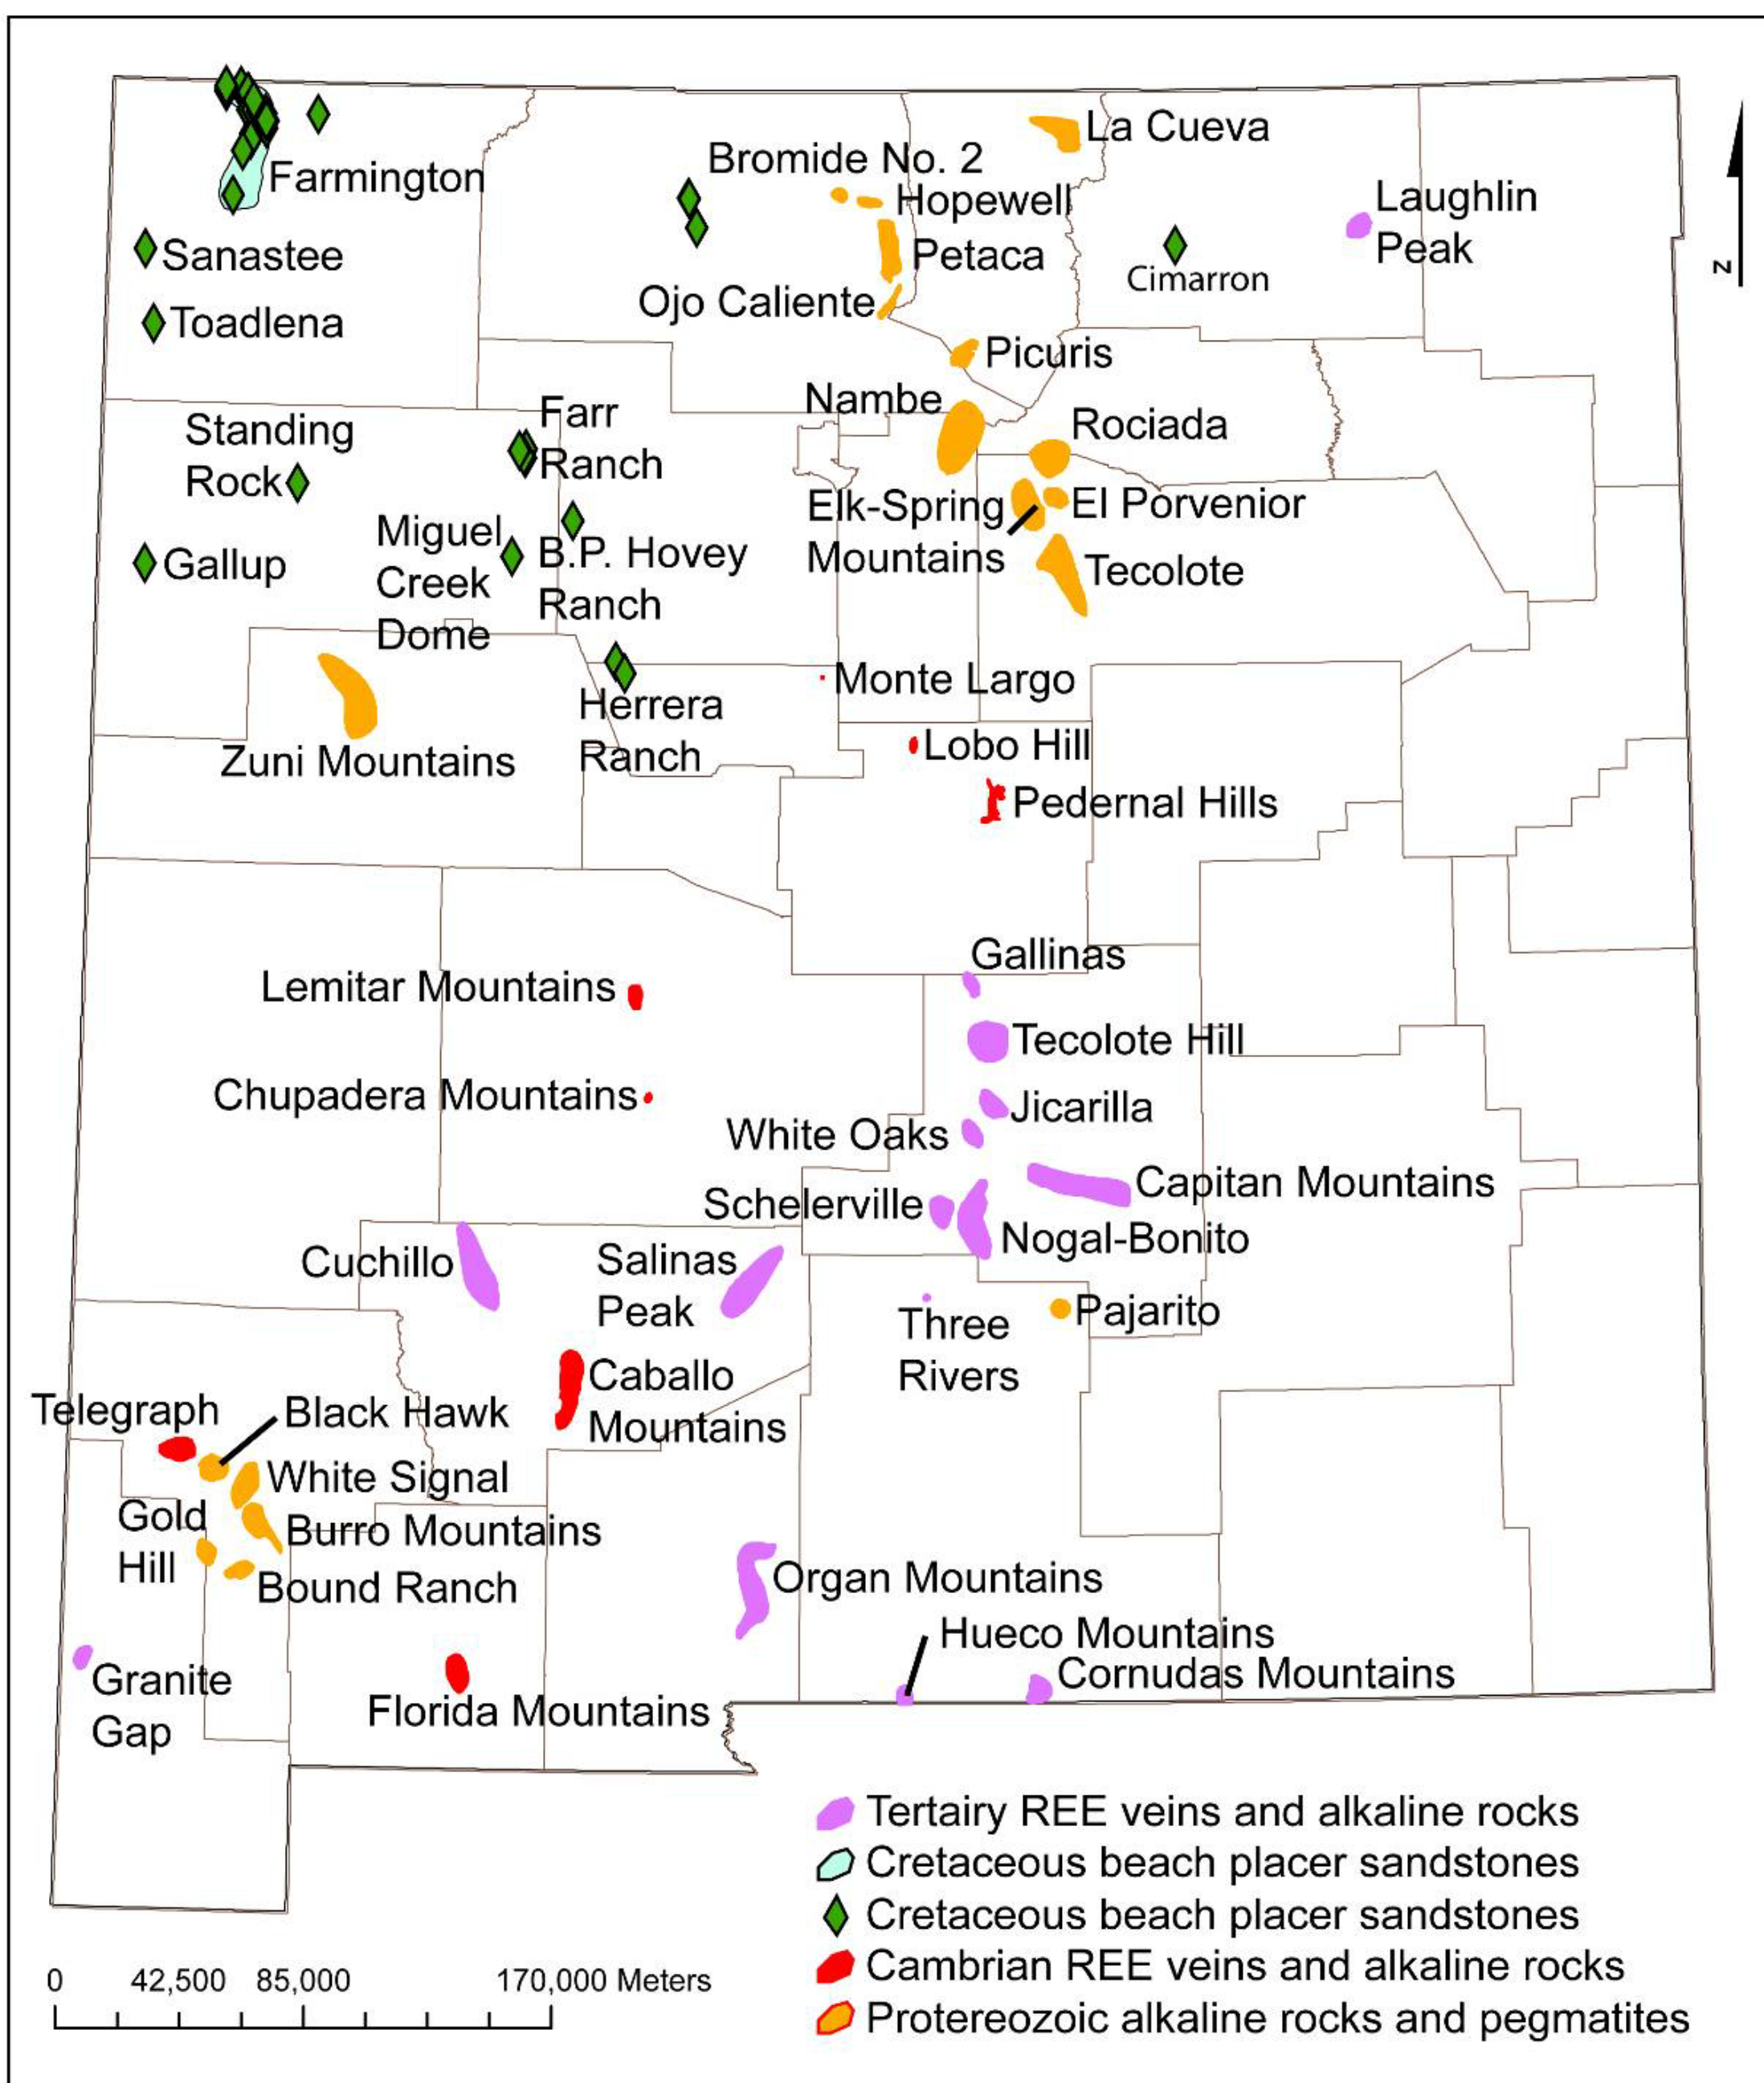 La Cueva
Bromide No. 2
Hopewell
Laughlin
Peak
Farmington
Sanastee
Petaca
Cimarron
Ojo Caliente
Toadlena
Picuris
Nambe
Farr
Ranch
Standing
Rock
Rociada
Elk-Spring
Mountains
El Porvenior
Miguel
Creek
Dome
B.P. Hovey
Ranch
Gallup
Tecolote
Monte Largo
Herrera
Ranch
Zuni Mountains
Lobo Hill
Pedernal Hills
Gallinas
Lemitar Mountains
Tecolote Hill
Chupadera Mountains
Jicarilla
White Oaks
Capitan Mountains
Schelerville
Nogal-Bonito
Cuchillo
Salinas
Peak
Three
Rivers
Pajarito
Caballo
Mountains
Telegraph
Black Hawk
White Signal
Gold
Hill
Burro Mountains
Bound Ranch
Organ Mountains
Hueco Mountains
Cornudas Mountains
Granite
Gap
Florida Mountains
N
Tertairy REE veins and alkaline rocks
Cretaceous beach placer sandstones
Cretaceous beach placer sandstones
Cambrian REE veins and alkaline rocks
Protereozoic alkaline rocks and pegmatites
0 42,500 85,000 170,000 Meters